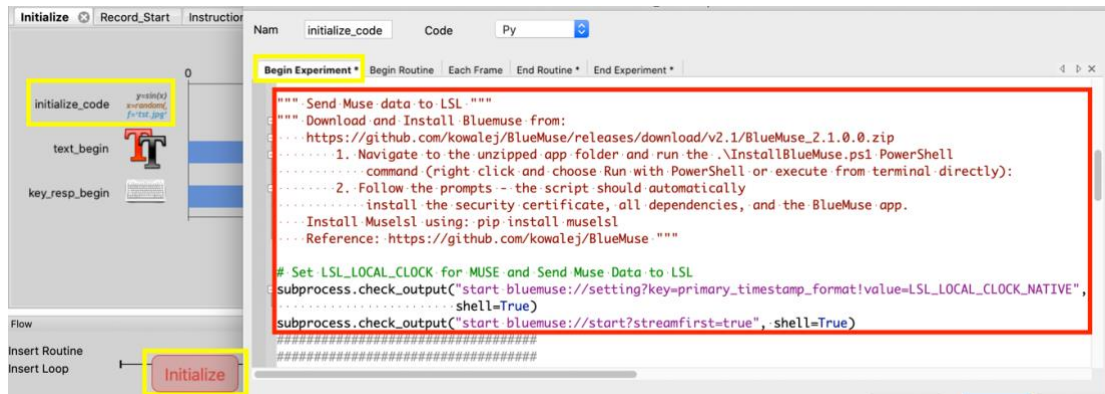 Initialize Record_Start Instruction
Nam initialize_code Code Py
Begin Experiment * Begin Routine Each Frame End Routine * End Experiment *
0
initialize_code
y=sin(x)
x=random(,
f='tst.jpg'
text_begin
key_resp_begin
""" Send Muse data to LSL """
""" Download and Install Bluemuse from:
https://github.com/kowalej/BlueMuse/releases/download/v2.1/BlueMuse_2.1.0.0.zip
1. Navigate to the unzipped app folder and run the .\InstallBlueMuse.ps1 PowerShell
command (right click and choose Run with PowerShell or execute from terminal directly):
2. Follow the prompts - the script should automatically
install the security certificate, all dependencies, and the BlueMuse app.
Install Muselsl using: pip install muselsl
Reference: https://github.com/kowalej/BlueMuse """
# Set LSL_LOCAL_CLOCK for MUSE and Send Muse Data to LSL
subprocess.check_output("start bluemuse://setting?key=primary_timestamp_format!value=LSL_LOCAL_CLOCK_NATIVE",
shell=True)
subprocess.check_output("start bluemuse://start?streamfirst=true", shell=True)
##################################
##################################
Flow
Insert Routine
Insert Loop
Initialize